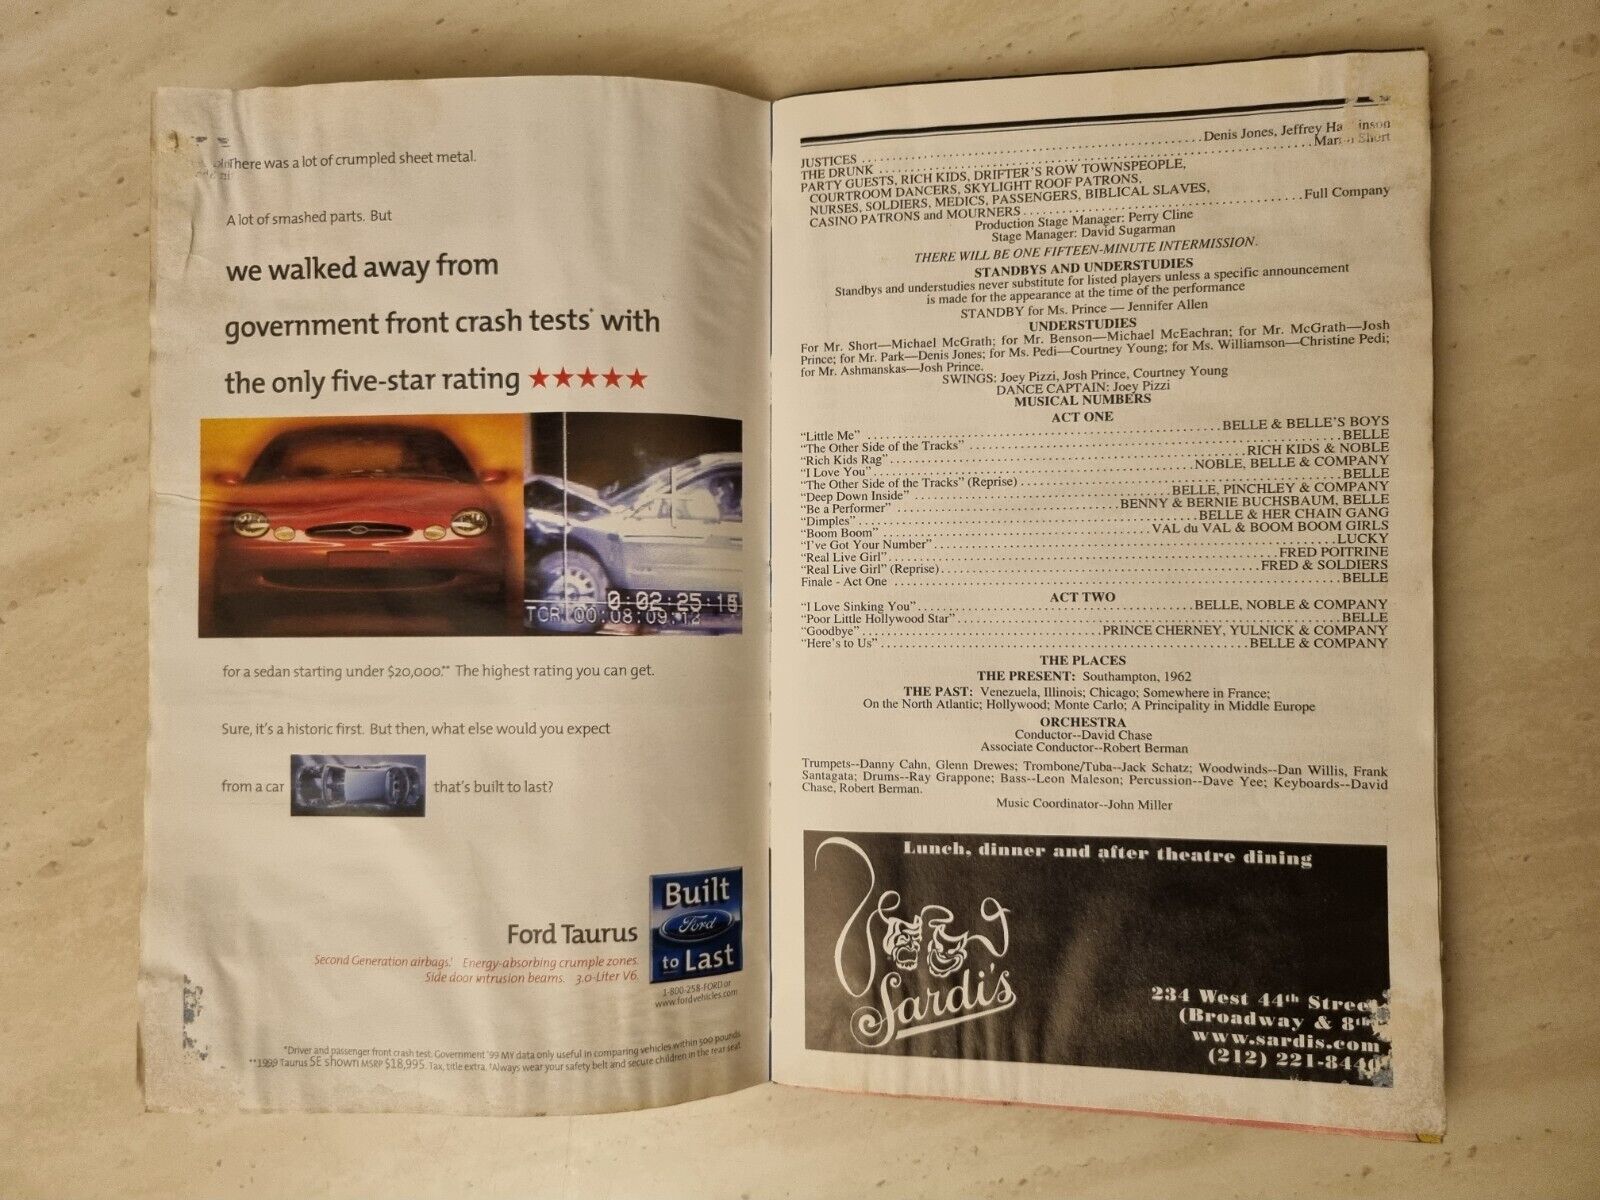 There was a lot of crumpled sheet metal.
A lot of smashed parts. But
we walked away from
government front crash tests* with
the only five-star rating ★★★★★
0:02:25:15
TCR 00:08:09:12
for a sedan starting under $20,000.** The highest rating you can get.
Sure, it's a historic first. But then, what else would you expect
from a car that's built to last?
Built
Ford
to Last
Ford Taurus
Second Generation airbags.† Energy-absorbing crumple zones.
Side door intrusion beams. 3.0-Liter V6.
1-800-258-FORD or
www.fordvehicles.com
*Driver and passenger front crash test. Government '99 MY data only useful in comparing vehicles within 500 pounds
**1999 Taurus SE shown MSRP $18,995. Tax, title extra. †Always wear your safety belt and secure children in the rear seat
JUSTICES ........ Denis Jones, Jeffrey
THE DRUNK ........ Short
PARTY GUESTS, RICH KIDS, DRIFTER'S ROW TOWNSPEOPLE,
COURTROOM DANCERS, SKYLIGHT ROOF PATRONS,
NURSES, SOLDIERS, MEDICS, PASSENGERS, BIBLICAL SLAVES,
CASINO PATRONS and MOURNERS ........ Full Company
Production Stage Manager: Perry Cline
Stage Manager: David Sugarman
THERE WILL BE ONE FIFTEEN-MINUTE INTERMISSION.
STANDBYS AND UNDERSTUDIES
Standbys and understudies never substitute for listed players unless a specific announcement
is made for the appearance at the time of the performance
STANDBY for Ms. Prince — Jennifer Allen
UNDERSTUDIES
For Mr. Short—Michael McGrath; for Mr. Benson—Michael McEachran; for Mr. McGrath—Josh
Prince; for Mr. Park—Denis Jones; for Ms. Pedi—Courtney Young; for Ms. Williamson—Christine Pedi;
for Mr. Ashmanskas—Josh Prince.
SWINGS: Joey Pizzi, Josh Prince, Courtney Young
DANCE CAPTAIN: Joey Pizzi
MUSICAL NUMBERS
ACT ONE
"Little Me" ........ BELLE & BELLE'S BOYS
"The Other Side of the Tracks" ........ BELLE
"Rich Kids Rag" ........ RICH KIDS & NOBLE
"I Love You" ........ NOBLE, BELLE & COMPANY
"The Other Side of the Tracks" (Reprise) ........ BELLE
"Deep Down Inside" ........ BELLE, PINCHLEY & COMPANY
"Be a Performer" ........ BENNY & BERNIE BUCHSBAUM, BELLE
"Dimples" ........ BELLE & HER CHAIN GANG
"Boom Boom" ........ VAL du VAL & BOOM BOOM GIRLS
"I've Got Your Number" ........ LUCKY
"Real Live Girl" ........ FRED POITRINE
"Real Live Girl" (Reprise) ........ FRED & SOLDIERS
Finale - Act One ........ BELLE
ACT TWO
"I Love Sinking You" ........ BELLE, NOBLE & COMPANY
"Poor Little Hollywood Star" ........ BELLE
"Goodbye" ........ PRINCE CHERNEY, YULNICK & COMPANY
"Here's to Us" ........ BELLE & COMPANY
THE PLACES
THE PRESENT: Southampton, 1962
THE PAST: Venezuela, Illinois; Chicago; Somewhere in France;
On the North Atlantic; Hollywood; Monte Carlo; A Principality in Middle Europe
ORCHESTRA
Conductor--David Chase
Associate Conductor--Robert Berman
Trumpets--Danny Cahn, Glenn Drewes; Trombone/Tuba--Jack Schatz; Woodwinds--Dan Willis, Frank
Santagata; Drums--Ray Grappone; Bass--Leon Maleson; Percussion--Dave Yee; Keyboards--David
Chase, Robert Berman.
Music Coordinator--John Miller
Lunch, dinner and after theatre dining
Sardi's
234 West 44th Street
(Broadway & 8th
www.sardis.com
(212) 221-8440